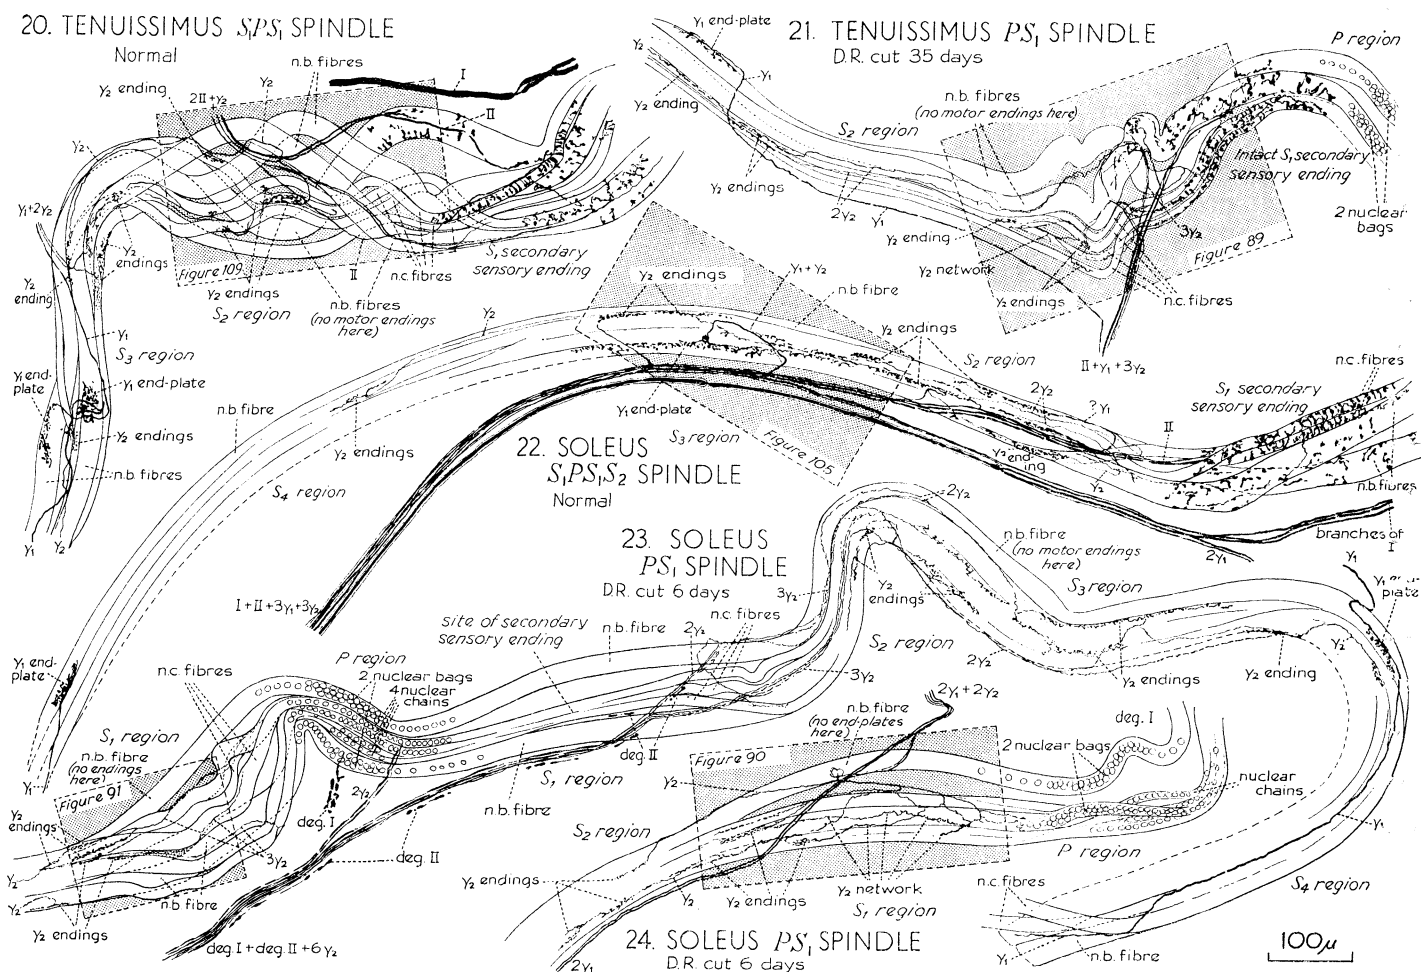 20. TENUISSIMUS S₁PS₁ SPINDLE
Normal
γ₂ ending
2II+γ₂
γ₂
n.b. fibres
I
II
γ₂
γ₁+2γ₂
γ₂
endings
γ₂
ending
Figure 109
γ₂ endings
S₂ region
II
n.b. fibres
(no motor endings
here)
n.c. fibres
S₁ secondary
sensory ending
γ₁
S₃ region
γ₁ end-
plate
γ₁ end-plate
γ₂ endings
n.b. fibres
γ₁
γ₂
21. TENUISSIMUS PS₁ SPINDLE
D.R. cut 35 days
γ₁ end-plate
γ₂
γ₁
γ₂ ending
S₂ region
n.b. fibres
(no motor endings here)
P region
γ₂ endings
2γ₂
γ₁
γ₂
ending
γ₂ network
γ₂ endings
Intact S₁ secondary
sensory ending
3γ₂
Figure 89
n.c. fibres
2 nuclear
bags
II+γ₁+3γ₂
22. SOLEUS
S₁PS₁S₂ SPINDLE
Normal
γ₂
γ₂ endings
γ₁+γ₂
n.b fibre
γ₂ endings
S₂ region
2γ₂
?γ₁
II
S₁ secondary
sensory ending
n.c. fibres
n.b. fibre
γ₂ endings
γ₁ end-plate
S₃ region
Figure 105
γ₂
end-
ing
γ₂
n.b. fibres
S₄ region
branches of
I
2γ₁
I+II+3γ₁+3γ₂
γ₁ end-
plate
γ₁
23. SOLEUS
PS₁ SPINDLE
D.R. cut 6 days
2γ₂
n.b. fibre
(no motor endings
here)
S₃ region
γ₁
plate
3γ₂
γ₂
endings
S₂ region
2γ₂
γ₂ endings
γ₂ ending
γ₂
site of secondary
sensory ending
n.b. fibre
2γ₂
n.c. fibres
3γ₂
P region
2 nuclear bags
4 nuclear
chains
n.c. fibres
S₁ region
n.b. fibre
(no endings
here)
Figure 91
γ₂
endings
γ₂
γ₂
γ₂ endings
3γ₂
n.b. fibre
deg. I
2γ₂
deg. II
S₁ region
n.b. fibre
deg. II
deg. I + deg. II + 6γ₂
γ₁
S₄ region
n.c. fibres
γ₁
n.b. fibres
24. SOLEUS PS₁ SPINDLE
D.R. cut 6 days
2γ₁+2γ₂
n.b. fibre
(no end-plates
here)
Figure 90
γ₂
2 nuclear bags
deg. I
nuclear
chains
P region
S₂ region
γ₂ endings
γ₂
γ₂ endings
γ₂ network
S₁ region
2γ₁
100μ